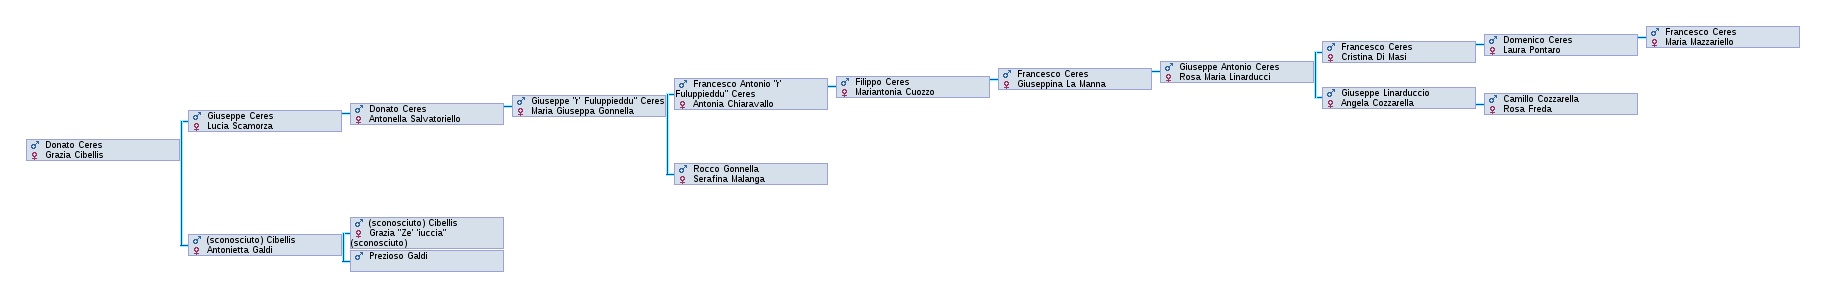 Donato Ceres
Grazia Cibellis
Giuseppe Ceres
Lucia Scamorza
(sconosciuto) Cibellis
Antonietta Galdi
Donato Ceres
Antonella Salvatoriello
(sconosciuto) Cibellis
Grazia "Ze' 'iuccia"
(sconosciuto)
Prezioso Galdi
Giuseppe "r' Fuluppieddu" Ceres
Maria Giuseppa Gonnella
Francesco Antonio "r'
Fuluppieddu" Ceres
Antonia Chiaravallo
Rocco Gonnella
Serafina Malanga
Filippo Ceres
Mariantonia Cuozzo
Francesco Ceres
Giuseppina La Manna
Giuseppe Antonio Ceres
Rosa Maria Linarducci
Francesco Ceres
Cristina Di Masi
Giuseppe Linarduccio
Angela Cozzarella
Domenico Ceres
Laura Pontaro
Camillo Cozzarella
Rosa Freda
Francesco Ceres
Maria Mazzariello